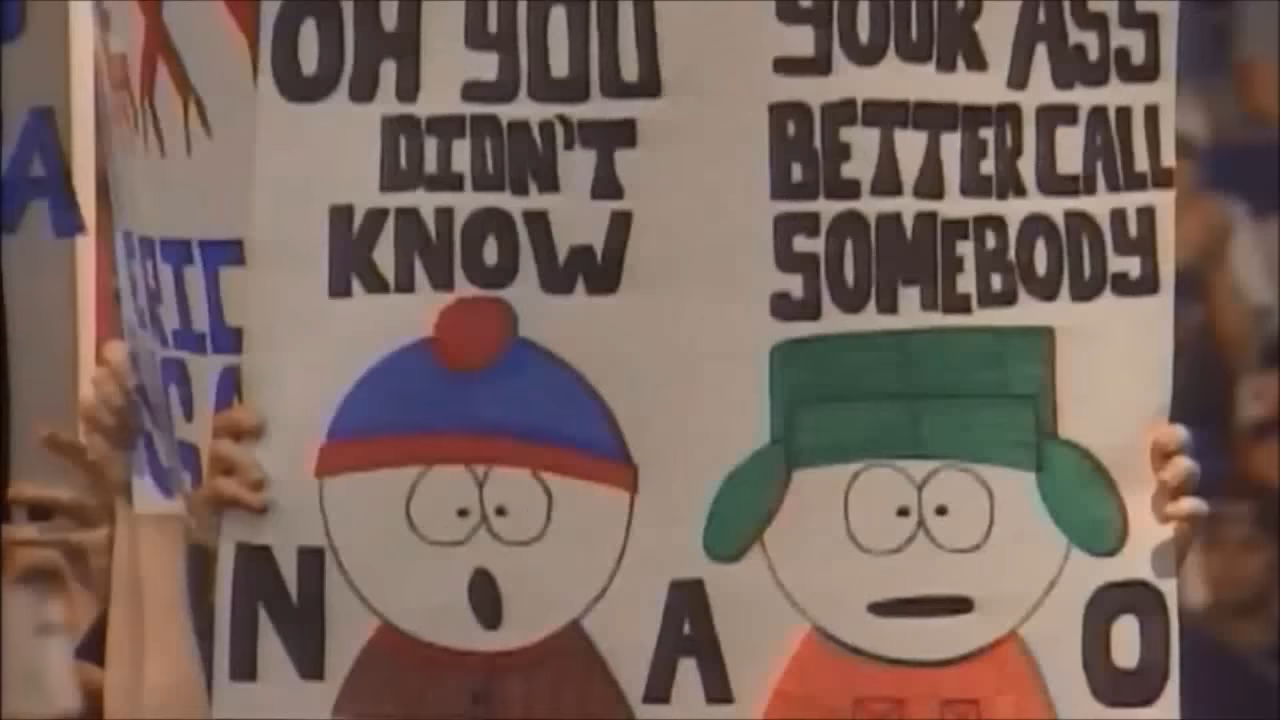 OH YOU
DIDN'T
KNOW
YOUR ASS
BETTER CALL
SOMEBODY
N A O
A